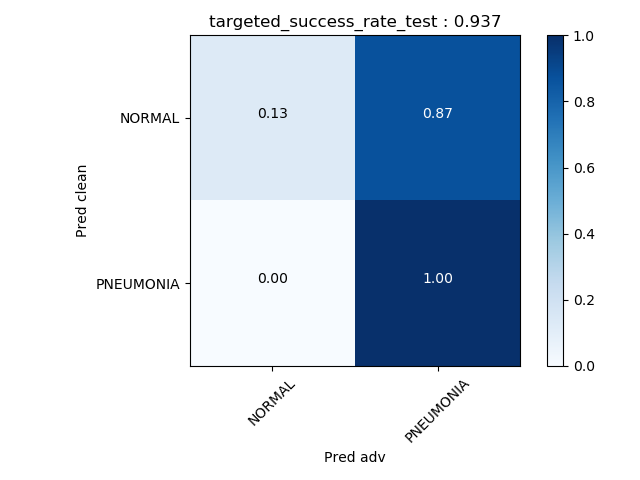 targeted_success_rate_test : 0.937
NORMAL
PNEUMONIA
Pred clean
0.13
0.87
0.00
1.00
NORMAL
PNEUMONIA
Pred adv
1.0
0.8
0.6
0.4
0.2
0.0